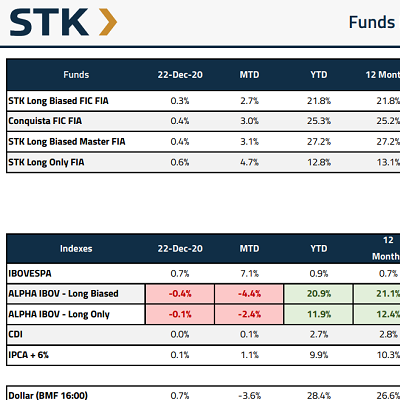 STK
Funds
Funds 22-Dec-20 MTD YTD 12 Mont
STK Long Biased FIC FIA 0.3% 2.7% 21.8% 21.8%
Conquista FIC FIA 0.4% 3.0% 25.3% 25.2%
STK Long Biased Master FIA 0.4% 3.1% 27.2% 27.2%
STK Long Only FIA 0.6% 4.7% 12.8% 13.1%
Indexes 22-Dec-20 MTD YTD 12 Month
IBOVESPA 0.7% 7.1% 0.9% 0.7%
ALPHA IBOV - Long Biased -0.4% -4.4% 20.9% 21.1%
ALPHA IBOV - Long Only -0.1% -2.4% 11.9% 12.4%
CDI 0.0% 0.1% 2.7% 2.8%
IPCA + 6% 0.1% 1.1% 9.9% 10.3%
Dollar (BMF 16:00) 0.7% -3.6% 28.4% 26.6%